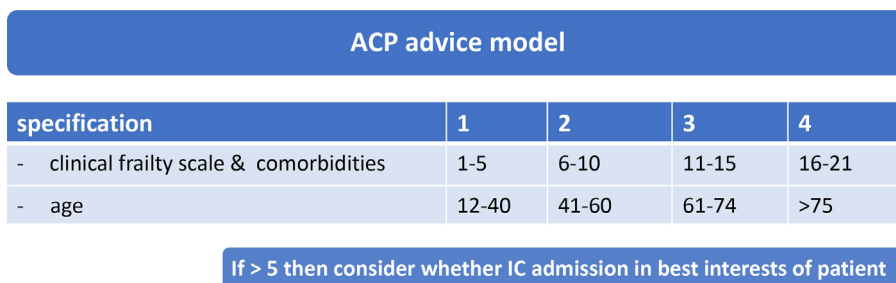 ACP advice model
specification 1 2 3 4
- clinical frailty scale & comorbidities 1-5 6-10 11-15 16-21
- age 12-40 41-60 61-74 >75
If > 5 then consider whether IC admission in best interests of patient